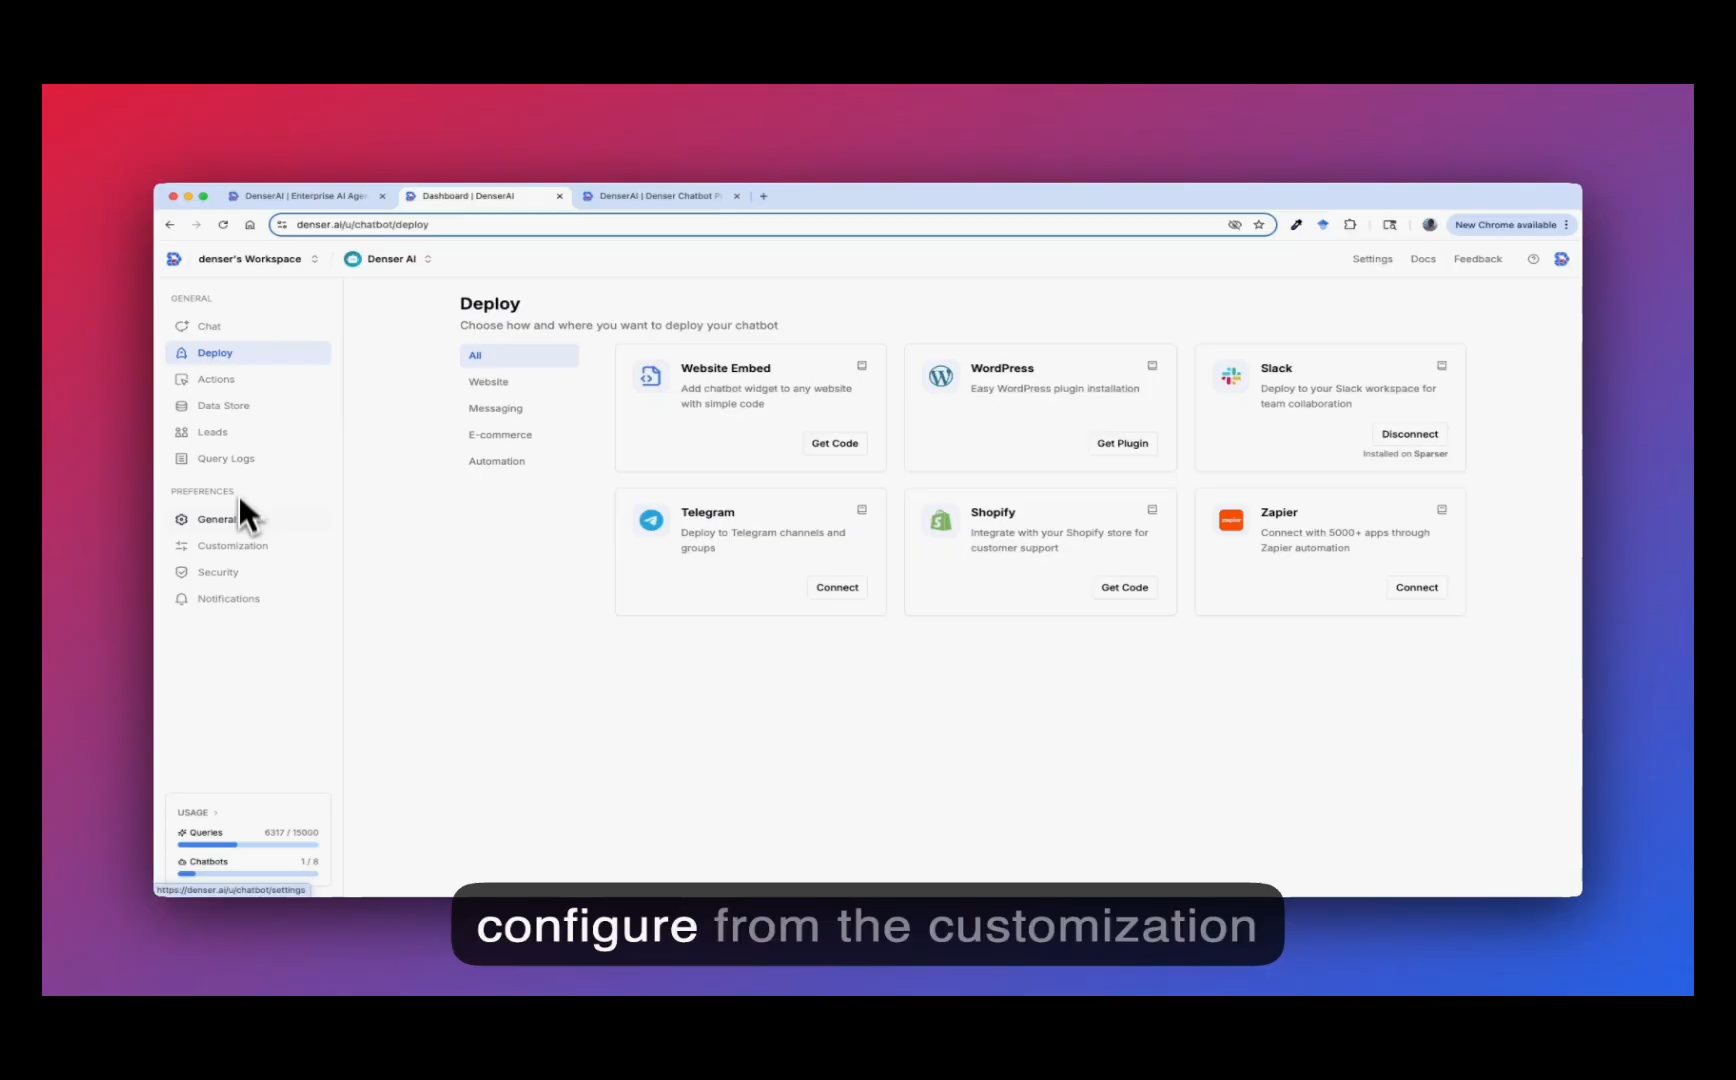 DenserAI | Enterprise AI Agen
Dashboard | DenserAI
DenserAI | Denser Chatbot P
denser.ai/u/chatbot/deploy
New Chrome available
denser's Workspace
Denser AI
Settings
Docs
Feedback
GENERAL
Chat
Deploy
Actions
Data Store
Leads
Query Logs
PREFERENCES
General
Customization
Security
Notifications
USAGE
Queries
6317 / 15000
Chatbots
1 / 8
https://denser.ai/u/chatbot/settings
Deploy
Choose how and where you want to deploy your chatbot
All
Website
Messaging
E-commerce
Automation
Website Embed
Add chatbot widget to any website
with simple code
Get Code
WordPress
Easy WordPress plugin installation
Get Plugin
Slack
Deploy to your Slack workspace for
team collaboration
Disconnect
Installed on Sparser
Telegram
Deploy to Telegram channels and
groups
Connect
Shopify
Integrate with your Shopify store for
customer support
Get Code
zapier
Zapier
Connect with 5000+ apps through
Zapier automation
Connect
configure from the customization